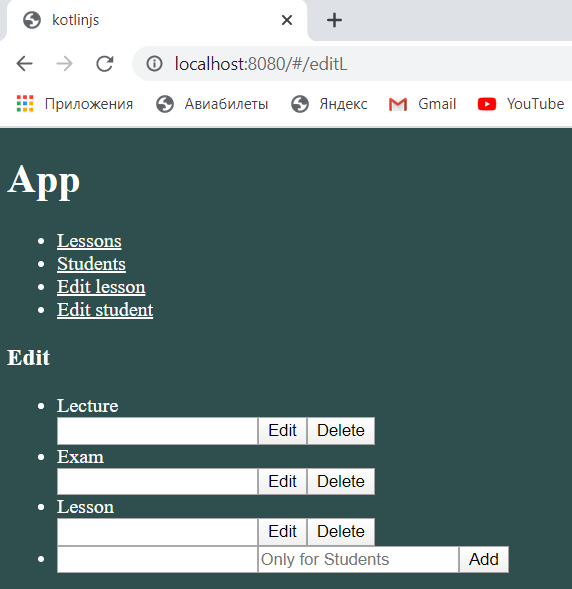 kotlinjs
localhost:8080/#/editL
Приложения Авиабилеты Яндекс Gmail YouTube
App
Lessons
Students
Edit lesson
Edit student
Edit
Lecture
Edit Delete
Exam
Edit Delete
Lesson
Edit Delete
Only for Students Add